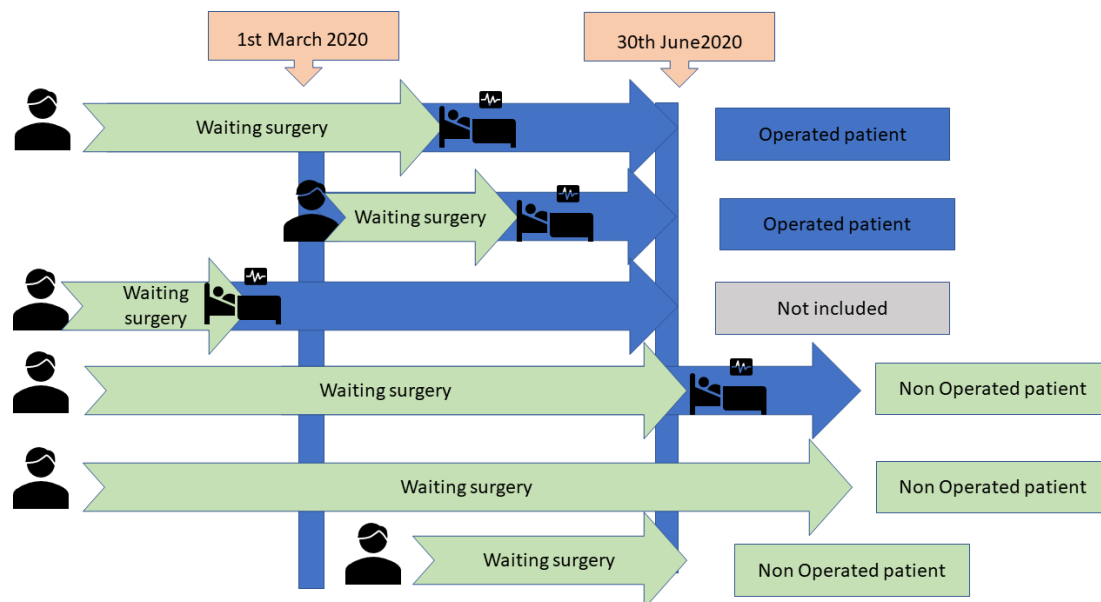 1st March 2020
30th June2020
Waiting surgery
Operated patient
Waiting surgery
Operated patient
Waiting
surgery
Not included
Waiting surgery
Non Operated patient
Waiting surgery
Non Operated patient
Waiting surgery
Non Operated patient